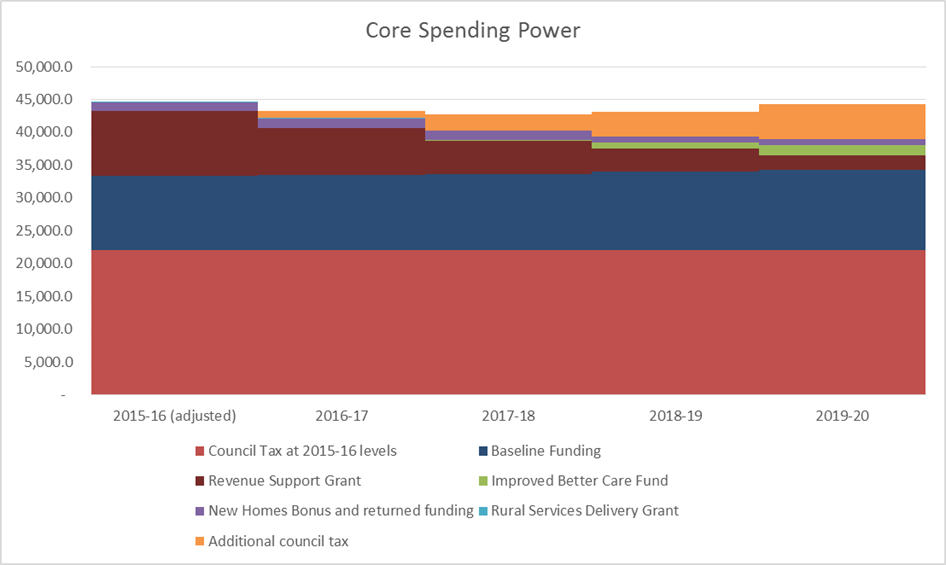 Core Spending Power
50,000.0
45,000.0
40,000.0
35,000.0
30,000.0
25,000.0
20,000.0
15,000.0
10,000.0
5,000.0
-
2015-16 (adjusted) 2016-17 2017-18 2018-19 2019-20
Council Tax at 2015-16 levels Baseline Funding
Revenue Support Grant Improved Better Care Fund
New Homes Bonus and returned funding Rural Services Delivery Grant
Additional council tax